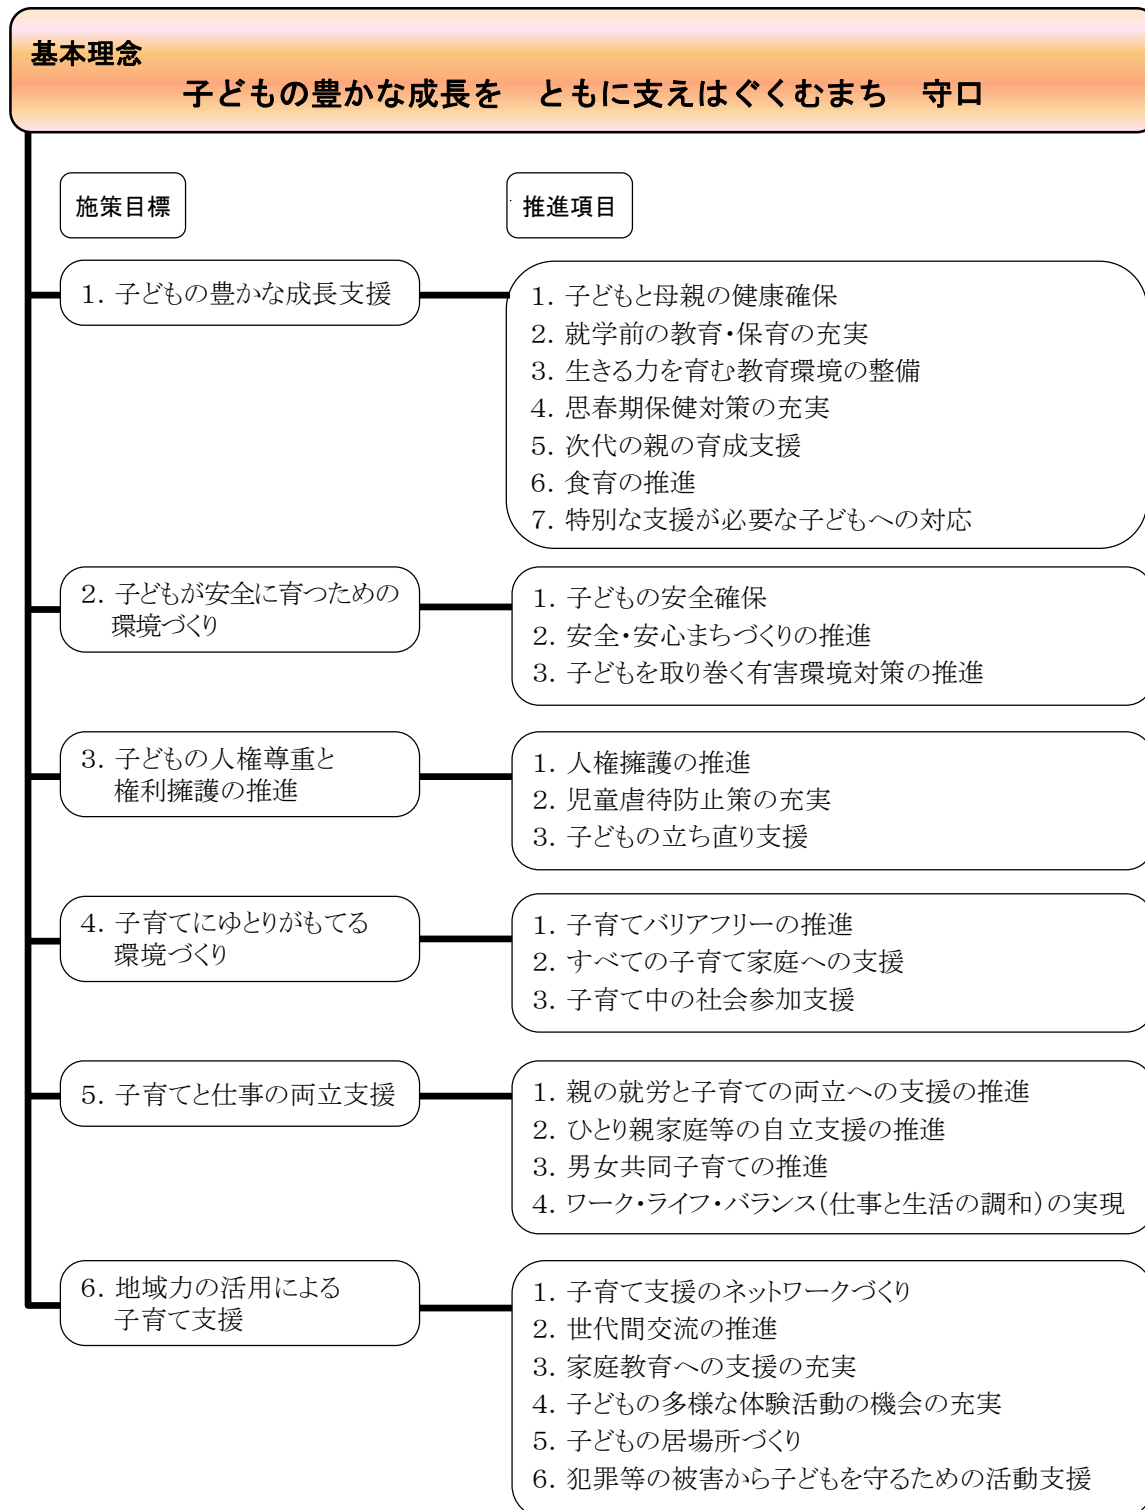 基本理念
子どもの豊かな成長を　ともに支えはぐくむまち　守口
施策目標
推進項目
1. 子どもの豊かな成長支援
1. 子どもと母親の健康確保
2. 就学前の教育・保育の充実
3. 生きる力を育む教育環境の整備
4. 思春期保健対策の充実
5. 次代の親の育成支援
6. 食育の推進
7. 特別な支援が必要な子どもへの対応
2. 子どもが安全に育つための
環境づくり
1. 子どもの安全確保
2. 安全・安心まちづくりの推進
3. 子どもを取り巻く有害環境対策の推進
3. 子どもの人権尊重と
権利擁護の推進
1. 人権擁護の推進
2. 児童虐待防止策の充実
3. 子どもの立ち直り支援
4. 子育てにゆとりがもてる
環境づくり
1. 子育てバリアフリーの推進
2. すべての子育て家庭への支援
3. 子育て中の社会参加支援
5. 子育てと仕事の両立支援
1. 親の就労と子育ての両立への支援の推進
2. ひとり親家庭等の自立支援の推進
3. 男女共同子育ての推進
4. ワーク・ライフ・バランス(仕事と生活の調和)の実現
6. 地域力の活用による
子育て支援
1. 子育て支援のネットワークづくり
2. 世代間交流の推進
3. 家庭教育への支援の充実
4. 子どもの多様な体験活動の機会の充実
5. 子どもの居場所づくり
6. 犯罪等の被害から子どもを守るための活動支援